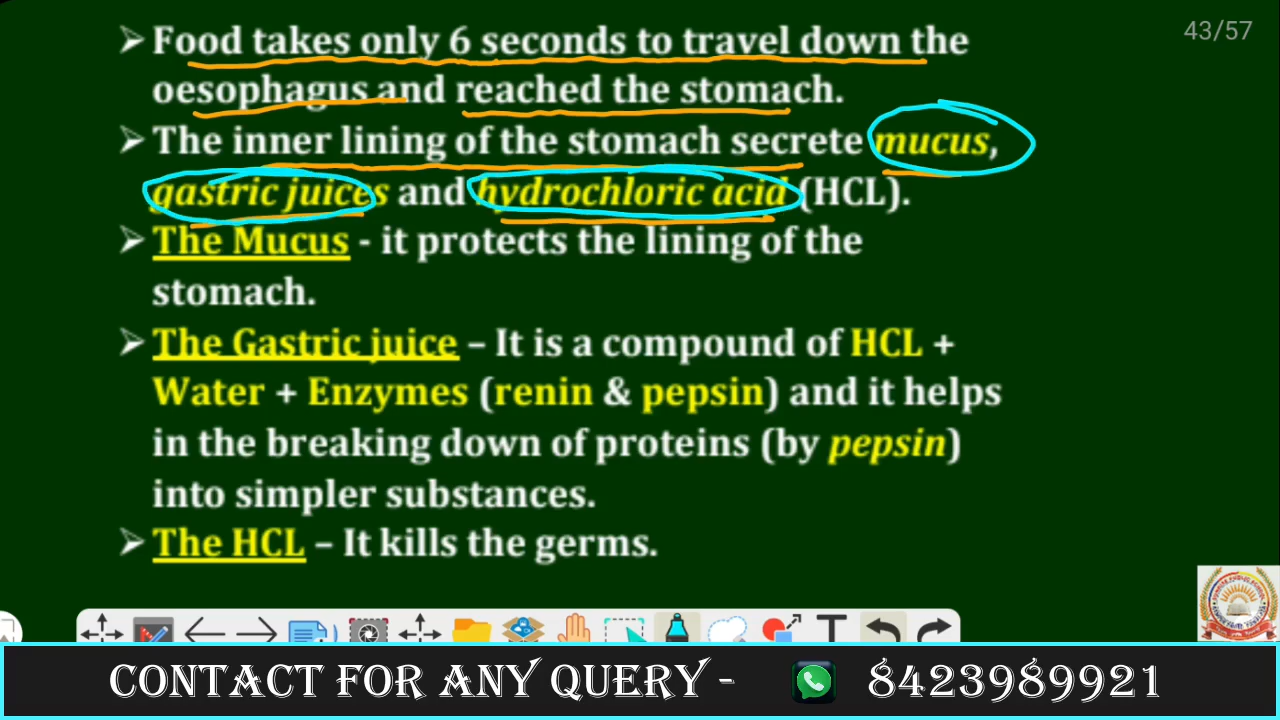 43/57
➢ Food takes only 6 seconds to travel down the
oesophagus and reached the stomach.
➢ The inner lining of the stomach secrete mucus,
gastric juices and hydrochloric acid (HCL).
➢ The Mucus - it protects the lining of the
stomach.
➢ The Gastric juice – It is a compound of HCL +
Water + Enzymes (renin & pepsin) and it helps
in the breaking down of proteins (by pepsin)
into simpler substances.
➢ The HCL – It kills the germs.
CONTACT FOR ANY QUERY - 8423989921